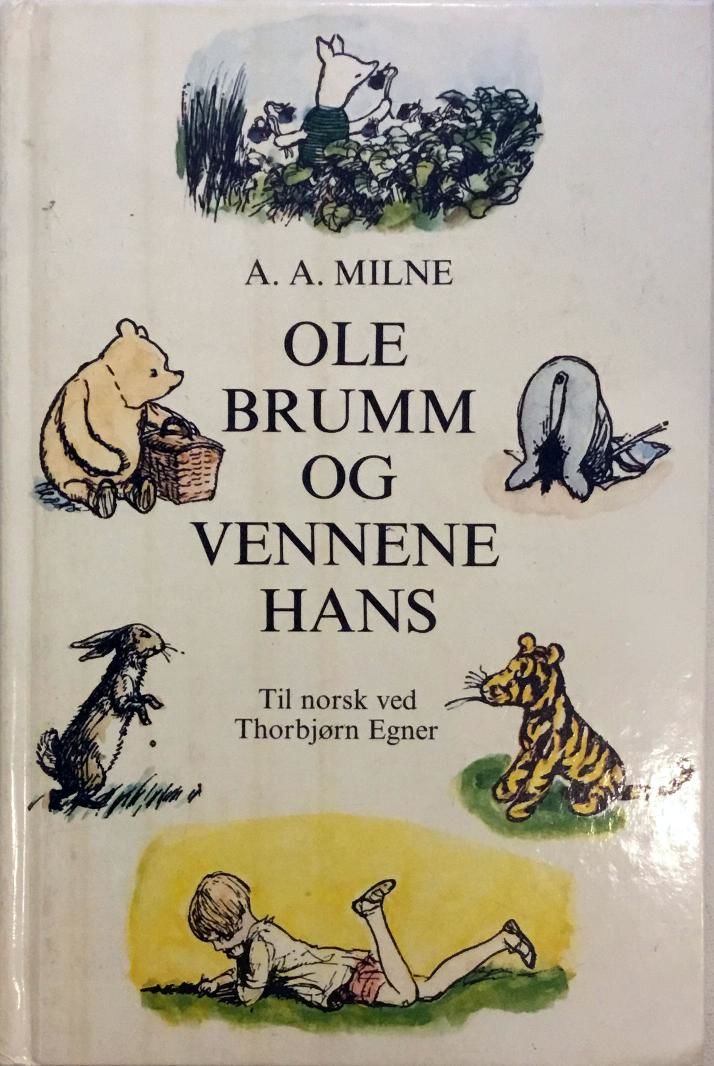 A. A. MILNE
OLE
BRUMM
OG
VENNENE
HANS
Til norsk ved
Thorbjørn Egner